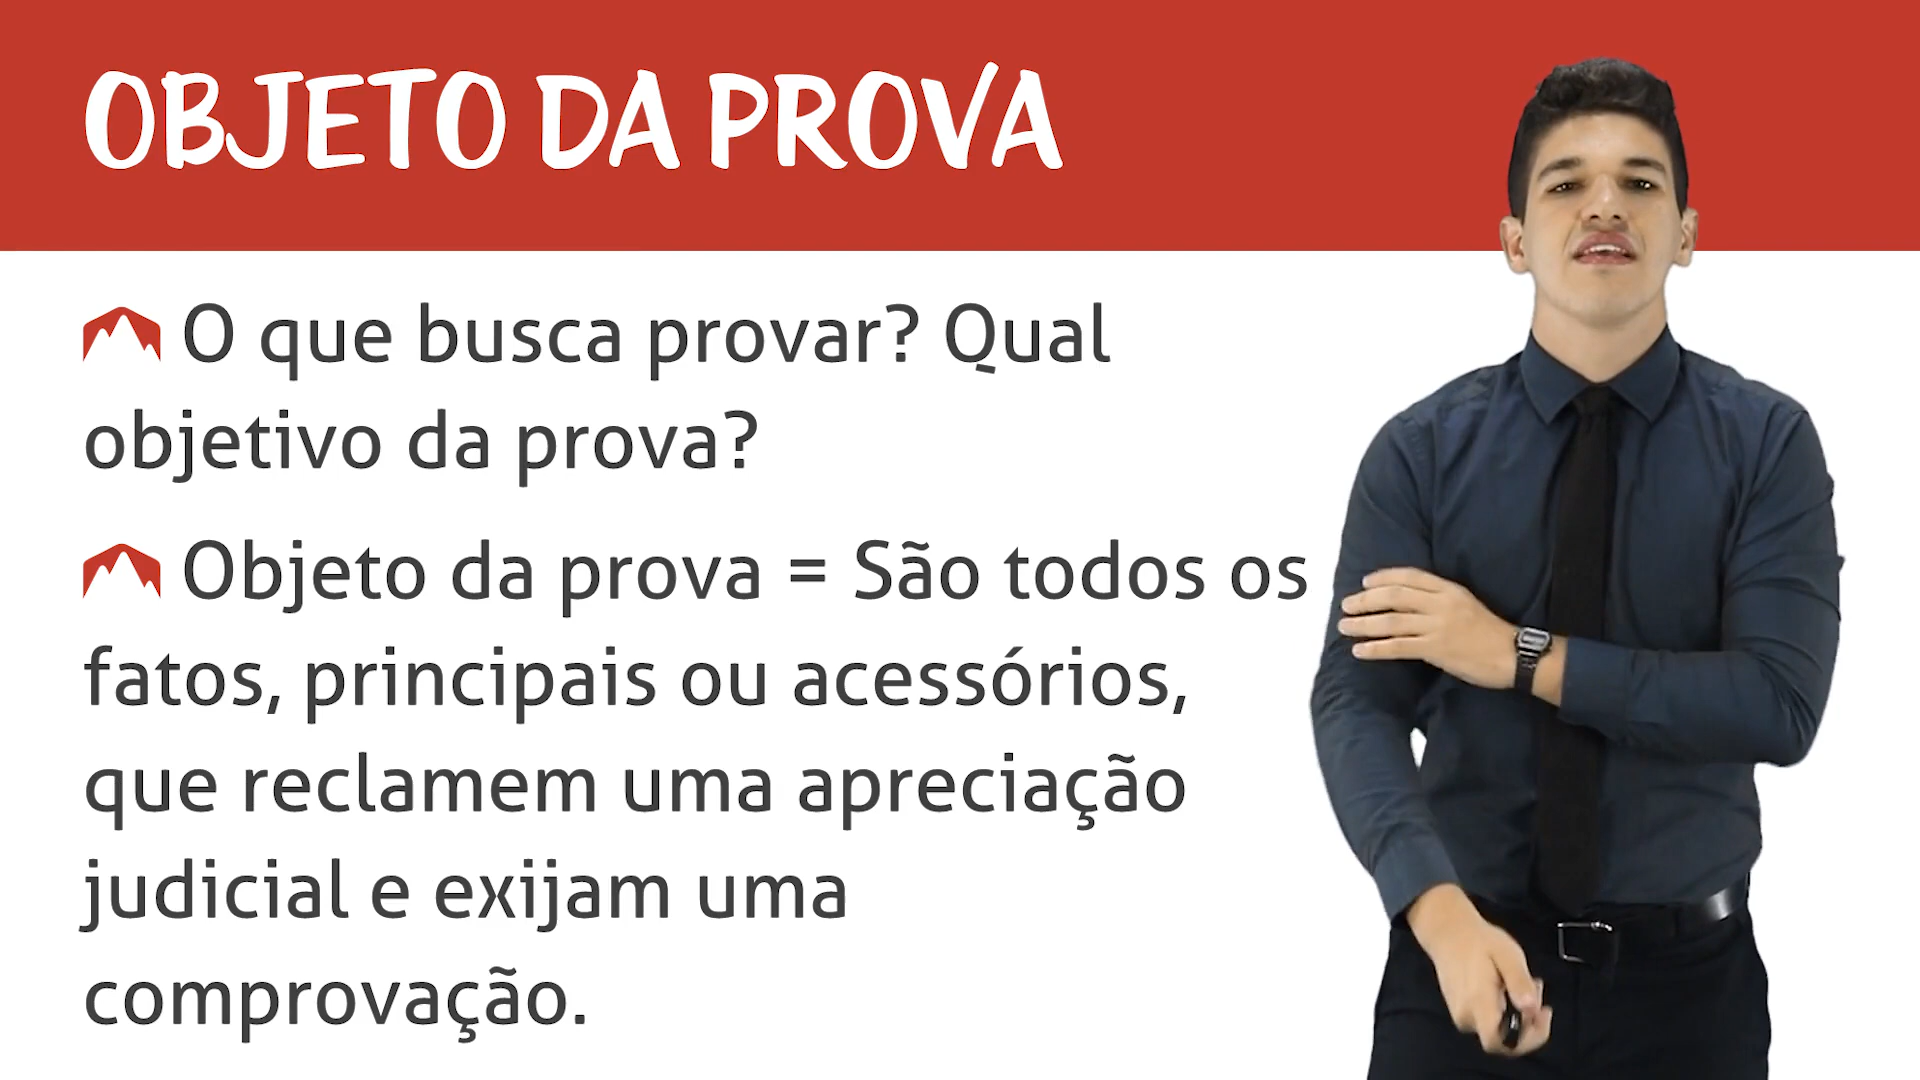 OBJETO DA PROVA
O que busca provar? Qual
objetivo da prova?
Objeto da prova = São todos os
fatos, principais ou acessórios,
que reclamem uma apreciação
judicial e exijam uma
comprovação.